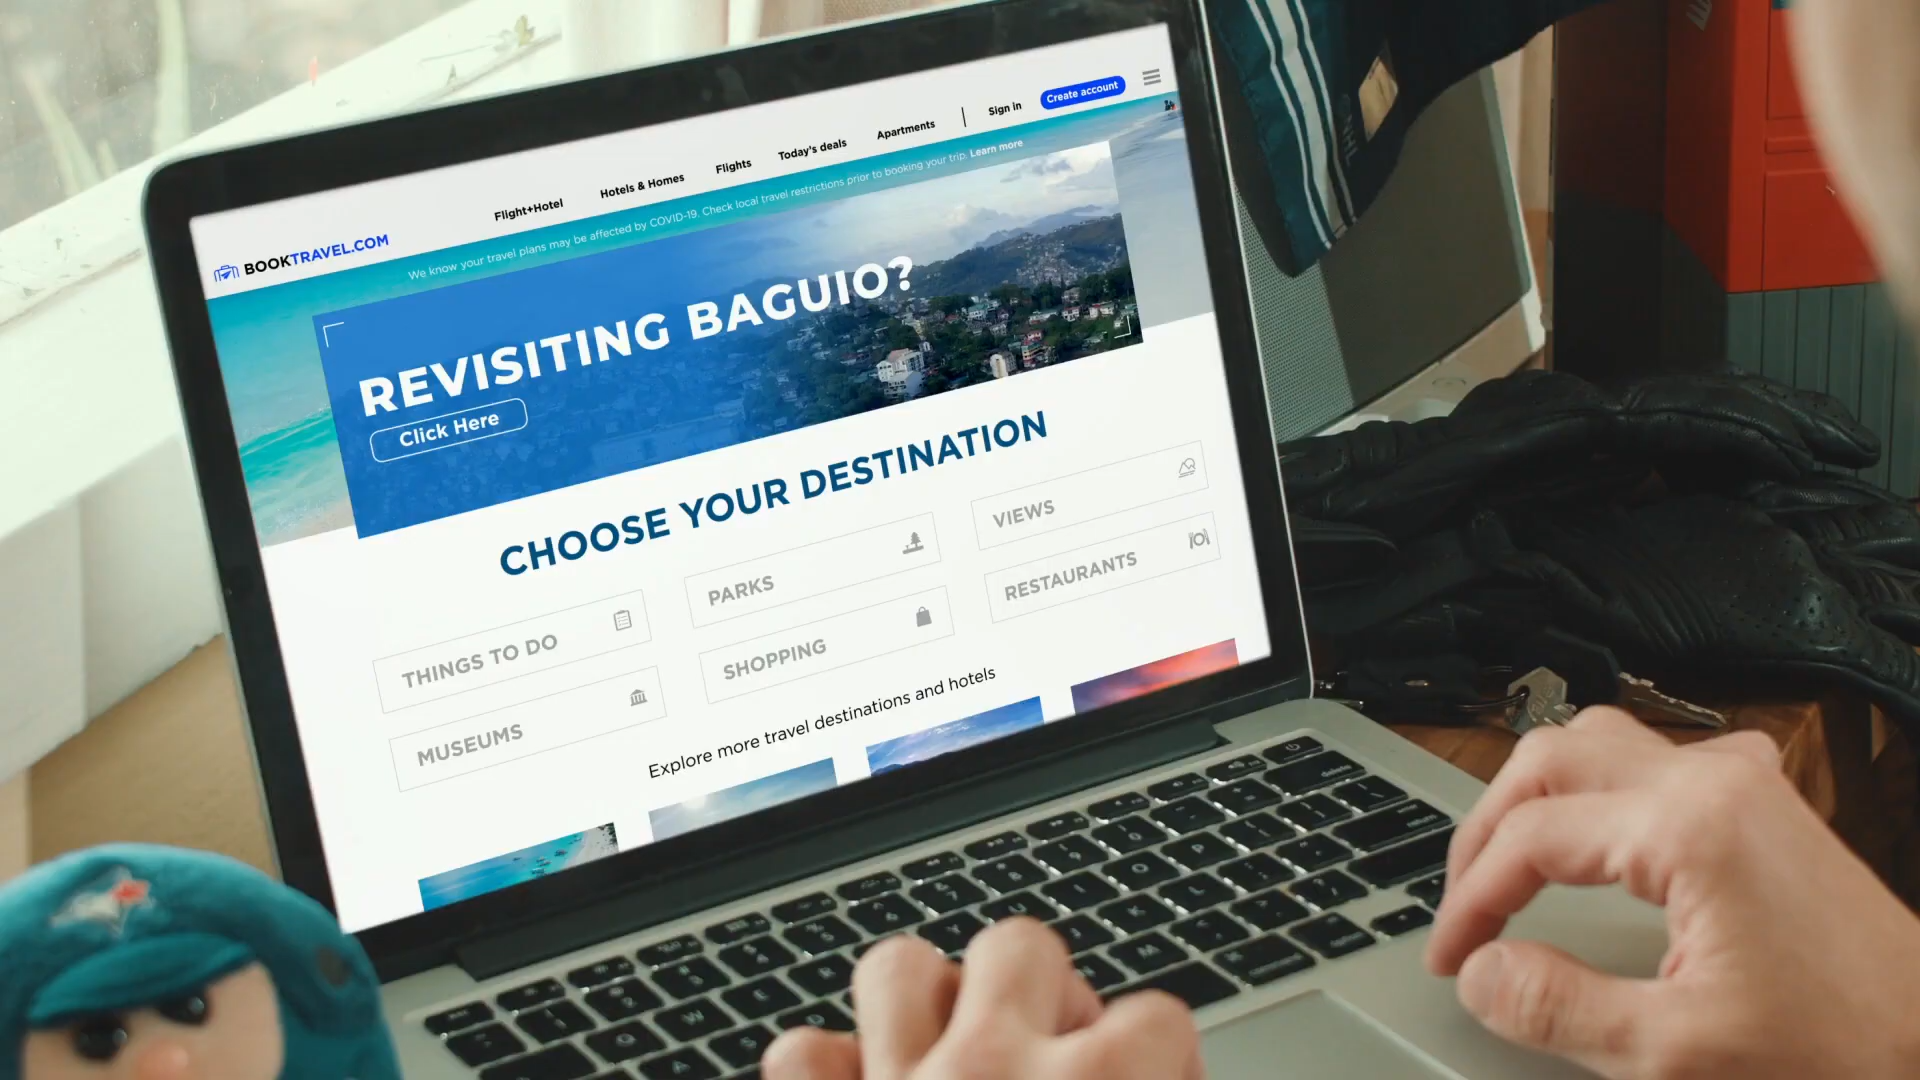 Flight+Hotel
Hotels & Homes
Flights
Today's deals
Apartments
Sign in
Create account
BOOKTRAVEL.COM
We know your travel plans may be affected by COVID-19. Check local travel restrictions prior to booking your trip. Learn more
REVISITING BAGUIO?
Click Here
CHOOSE YOUR DESTINATION
THINGS TO DO
PARKS
VIEWS
MUSEUMS
SHOPPING
RESTAURANTS
Explore more travel destinations and hotels
NHL
delete
return